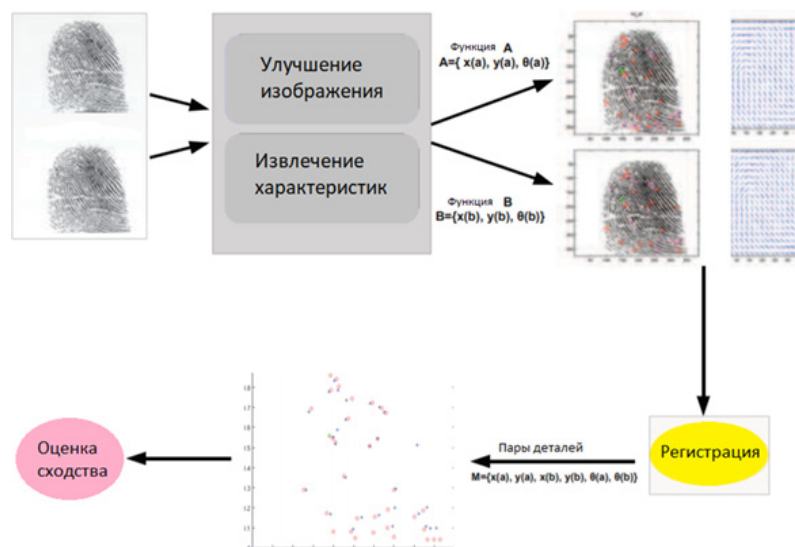 Улучшение
изображения
Извлечение
характеристик
Функция A
A={ x(a), y(a), θ(a)}
Функция B
B={x(b), y(b), θ(b)}
Регистрация
Пары деталей
M={x(a), y(a), x(b), y(b), θ(a), θ(b)}
Оценка
сходства